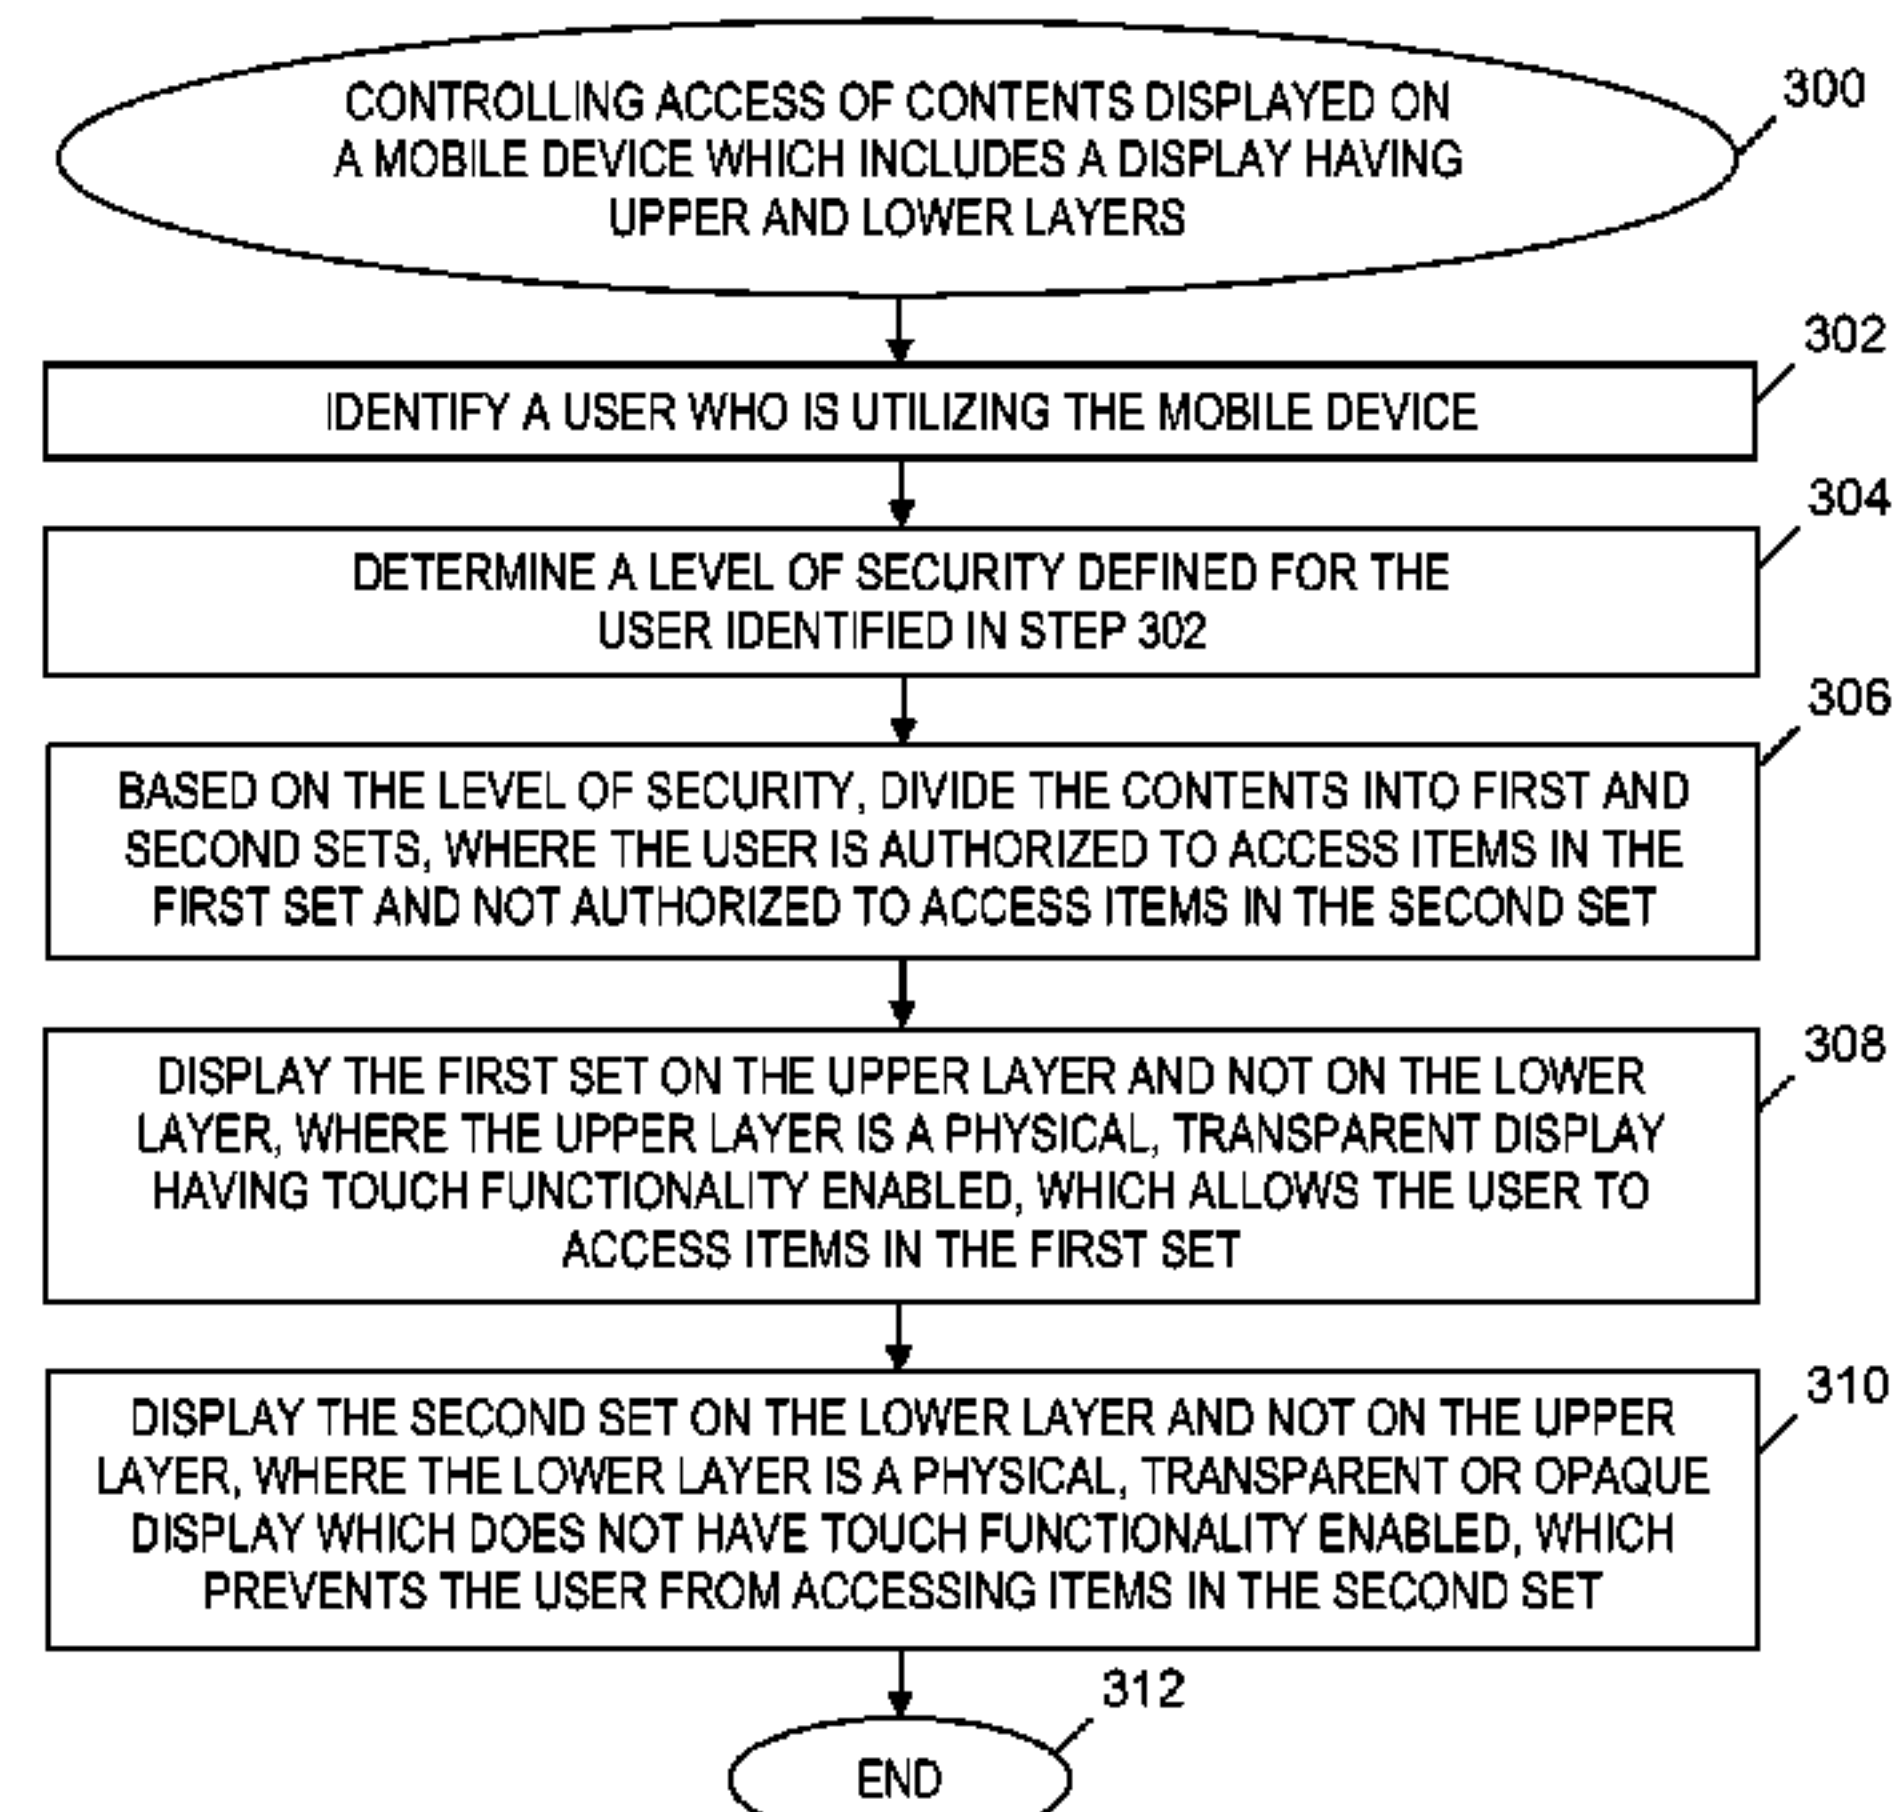 CONTROLLING ACCESS OF CONTENTS DISPLAYED ON
A MOBILE DEVICE WHICH INCLUDES A DISPLAY HAVING
UPPER AND LOWER LAYERS
300
302
IDENTIFY A USER WHO IS UTILIZING THE MOBILE DEVICE
304
DETERMINE A LEVEL OF SECURITY DEFINED FOR THE
USER IDENTIFIED IN STEP 302
306
BASED ON THE LEVEL OF SECURITY, DIVIDE THE CONTENTS INTO FIRST AND
SECOND SETS, WHERE THE USER IS AUTHORIZED TO ACCESS ITEMS IN THE
FIRST SET AND NOT AUTHORIZED TO ACCESS ITEMS IN THE SECOND SET
308
DISPLAY THE FIRST SET ON THE UPPER LAYER AND NOT ON THE LOWER
LAYER, WHERE THE UPPER LAYER IS A PHYSICAL, TRANSPARENT DISPLAY
HAVING TOUCH FUNCTIONALITY ENABLED, WHICH ALLOWS THE USER TO
ACCESS ITEMS IN THE FIRST SET
310
DISPLAY THE SECOND SET ON THE LOWER LAYER AND NOT ON THE UPPER
LAYER, WHERE THE LOWER LAYER IS A PHYSICAL, TRANSPARENT OR OPAQUE
DISPLAY WHICH DOES NOT HAVE TOUCH FUNCTIONALITY ENABLED, WHICH
PREVENTS THE USER FROM ACCESSING ITEMS IN THE SECOND SET
312
END